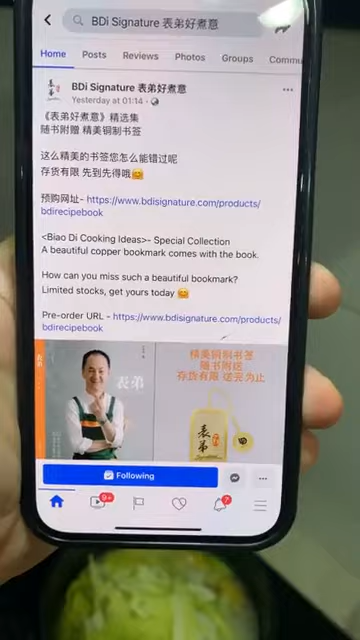 BDi Signature 表弟好煮意
Home Posts Reviews Photos Groups Commu
BDi Signature 表弟好煮意
Yesterday at 01:14
《表弟好煮意》精选集
随书附赠 精美铜制书签
这么精美的书签您怎么能错过呢
存货有限 先到先得哦😊
预购网址- https://www.bdisignature.com/products/
bdirecipebook
<Biao Di Cooking Ideas>- Special Collection
A beautiful copper bookmark comes with the book.
How can you miss such a beautiful bookmark?
Limited stocks, get yours today 😊
Pre-order URL - https://www.bdisignature.com/products/
bdirecipebook
表弟
精美铜制书签
随书附送
存货有限 送完为止
表弟
Following
9+
7